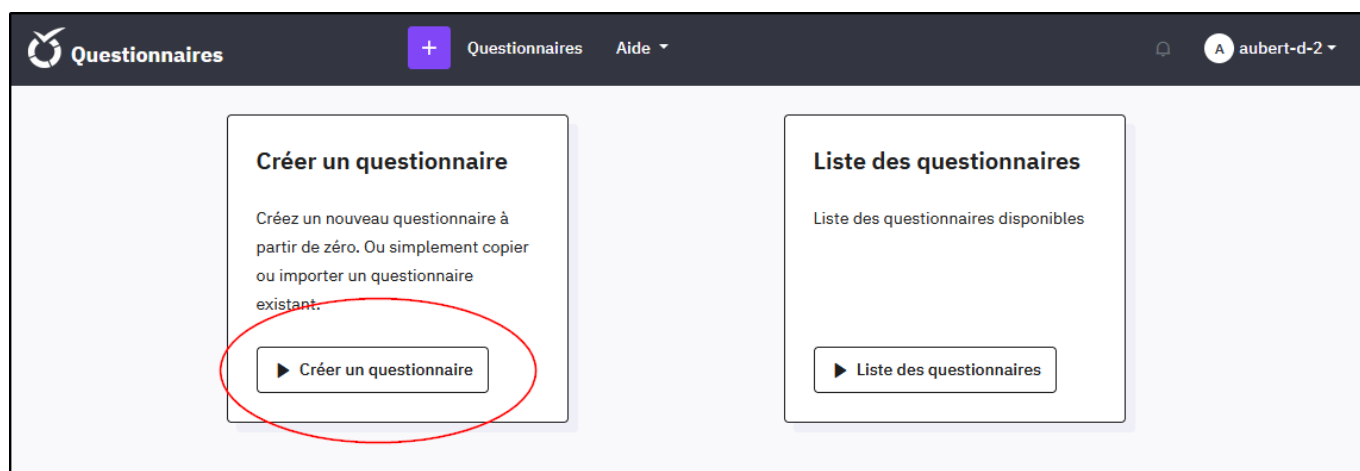 Questionnaires
+ Questionnaires Aide
A aubert-d-2
Créer un questionnaire
Créez un nouveau questionnaire à
partir de zéro. Ou simplement copier
ou importer un questionnaire
existant.
Créer un questionnaire
Liste des questionnaires
Liste des questionnaires disponibles
Liste des questionnaires